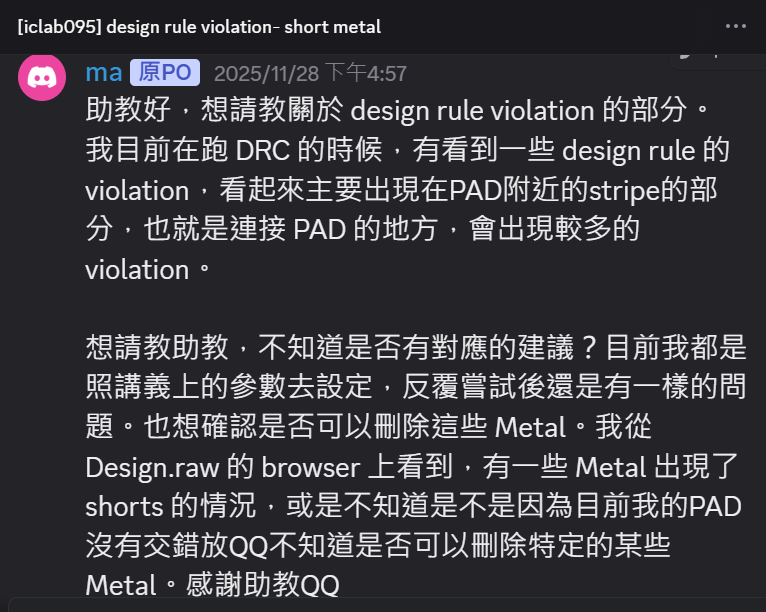 [iclab095] design rule violation- short metal
ma 原PO 2025/11/28 下午4:57
助教好，想請教關於 design rule violation 的部分。
我目前在跑 DRC 的時候，有看到一些 design rule 的
violation，看起來主要出現在PAD附近的stripe的部
分，也就是連接 PAD 的地方，會出現較多的
violation。
想請教助教，不知道是否有對應的建議？目前我都是
照講義上的參數去設定，反覆嘗試後還是有一樣的問
題。也想確認是否可以刪除這些 Metal。我從
Design.raw 的 browser 上看到，有一些 Metal 出現了
shorts 的情況，或是不知道是不是因為目前我的PAD
沒有交錯放QQ不知道是否可以刪除特定的某些
Metal。感謝助教QQ